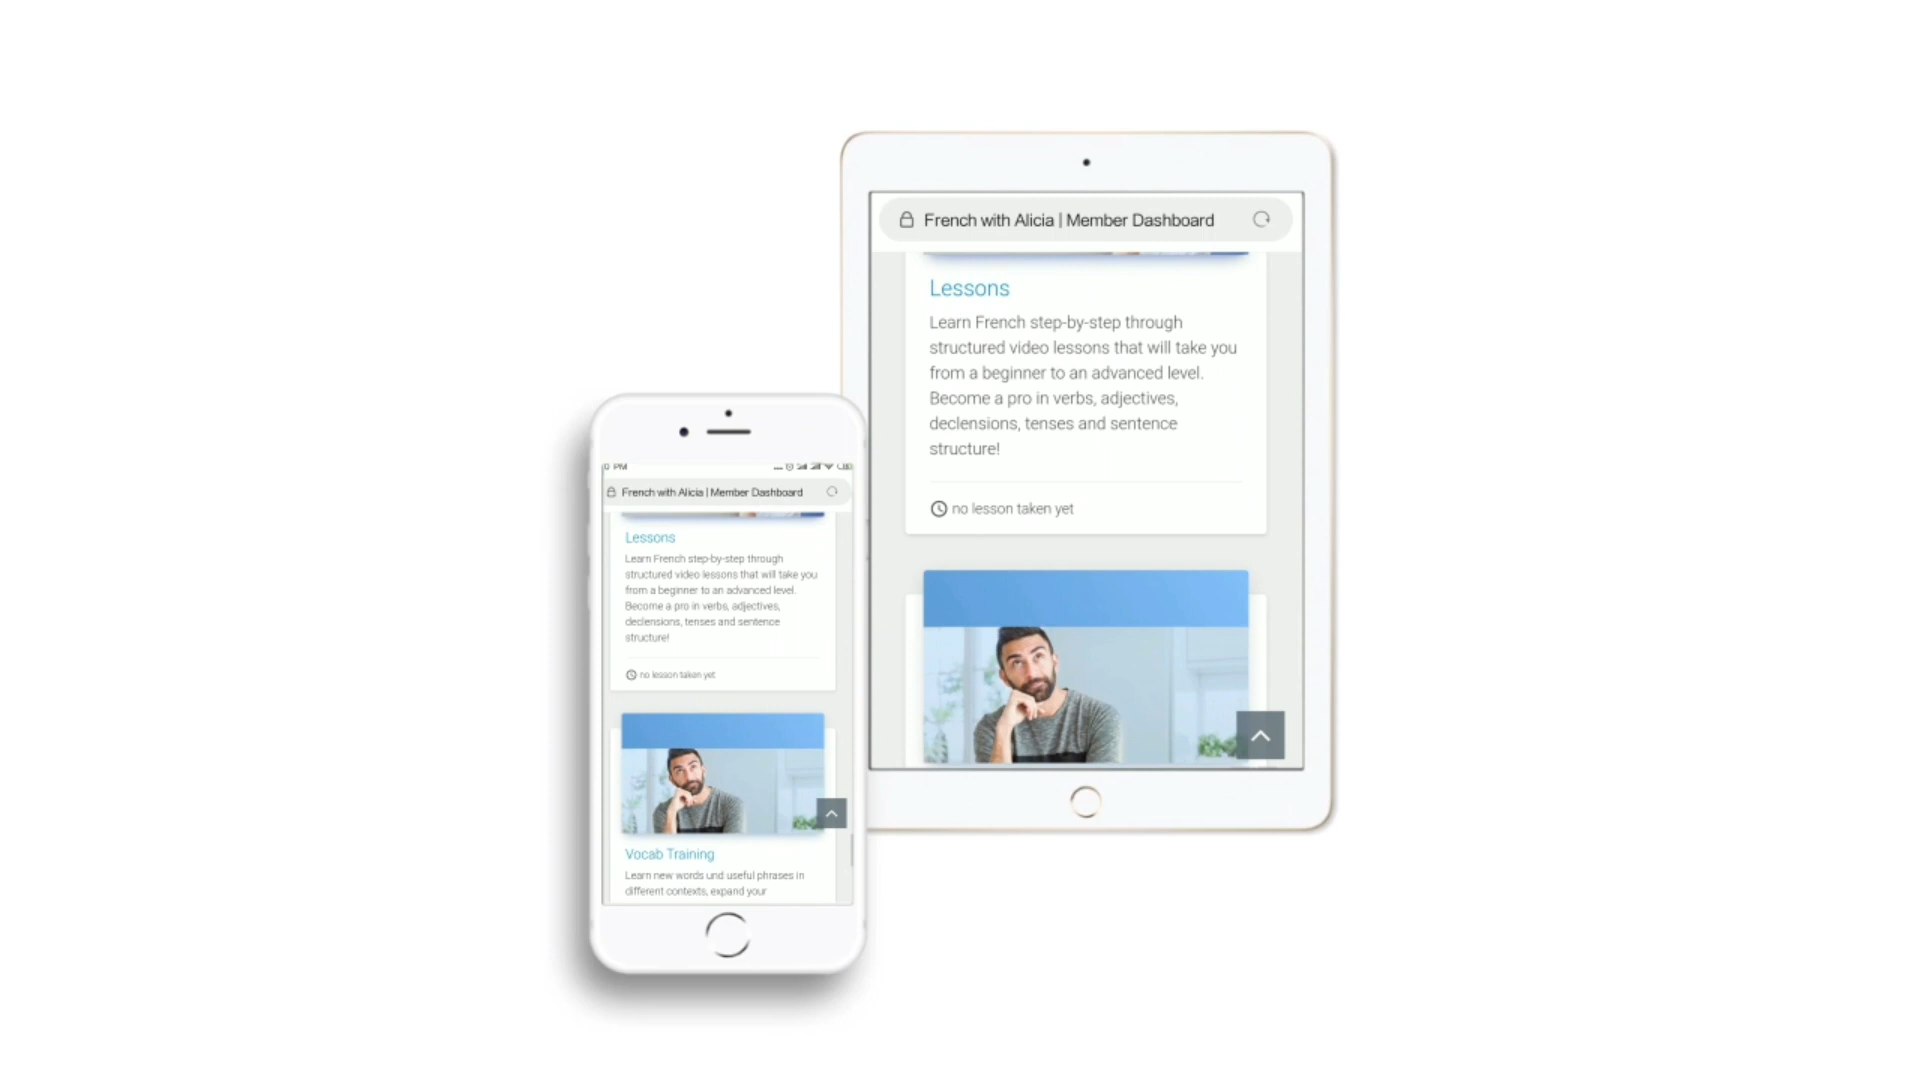 French with Alicia | Member Dashboard
Lessons
Learn French step-by-step through
structured video lessons that will take you
from a beginner to an advanced level.
Become a pro in verbs, adjectives,
declensions, tenses and sentence
structure!
no lesson taken yet
0 PM
French with Alicia | Member Dashboard
Lessons
Learn French step-by-step through
structured video lessons that will take you
from a beginner to an advanced level.
Become a pro in verbs, adjectives,
declensions, tenses and sentence
structure!
no lesson taken yet
Vocab Training
Learn new words und useful phrases in
different contexts, expand your